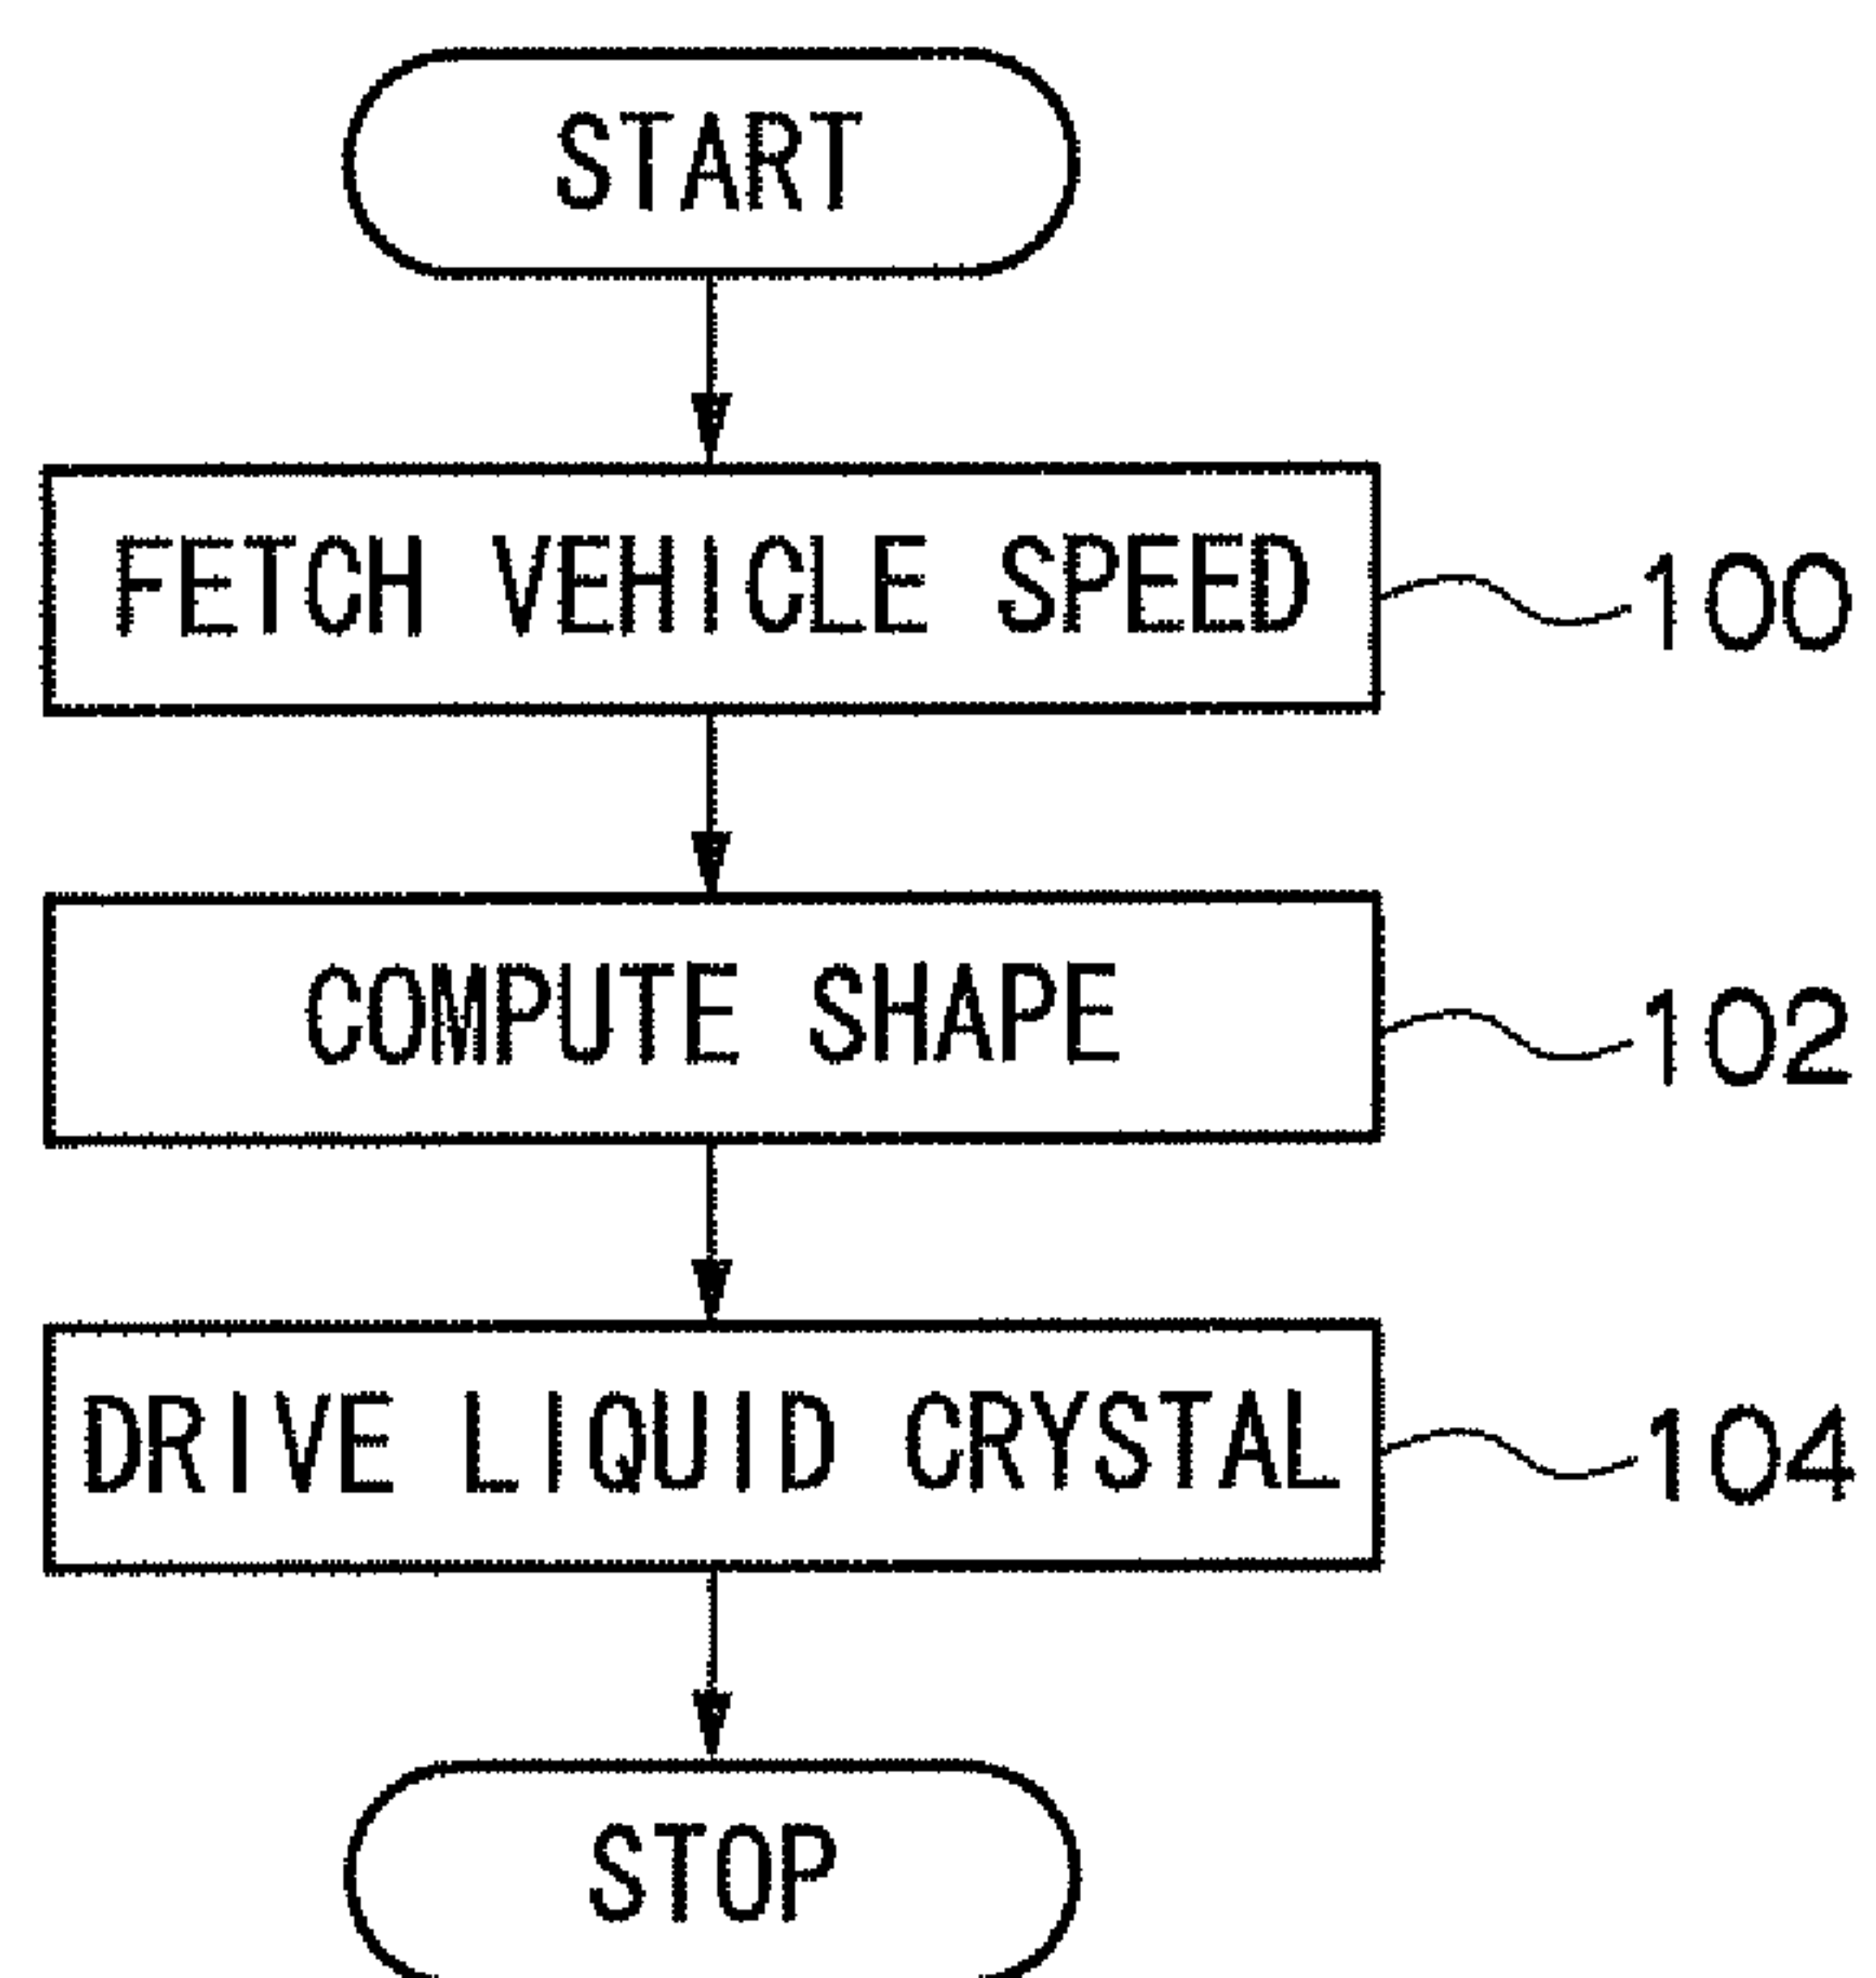 START
FETCH VEHICLE SPEED
100
COMPUTE SHAPE
102
DRIVE LIQUID CRYSTAL
104
STOP